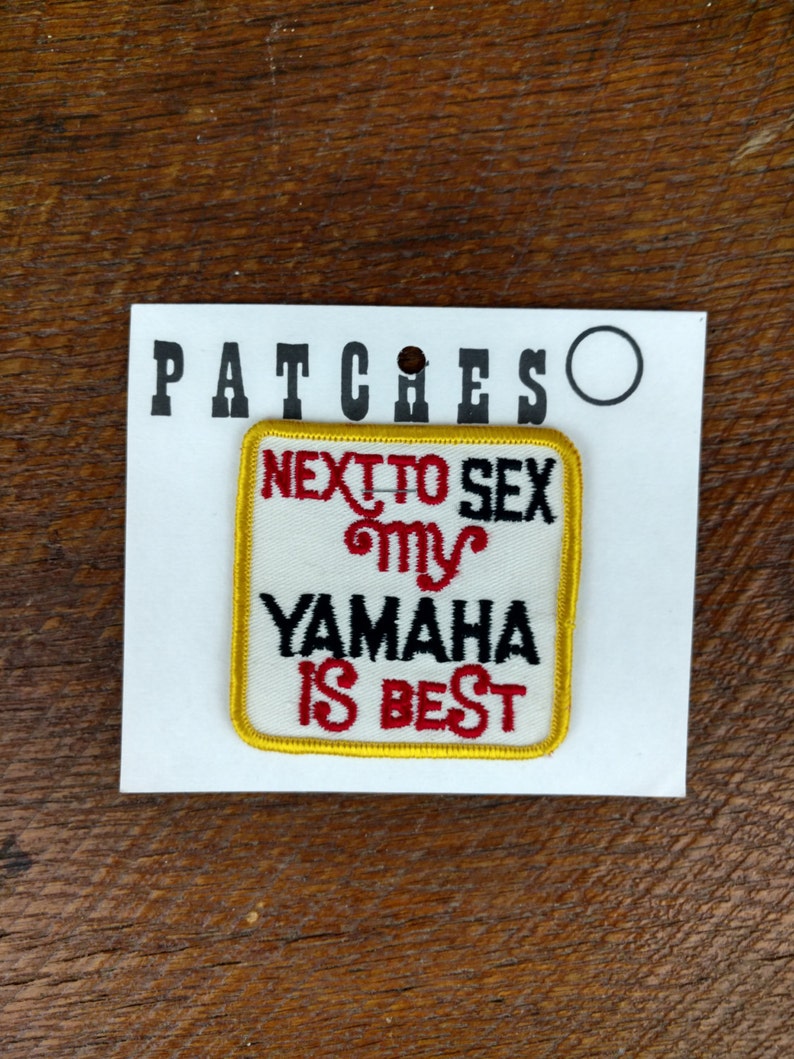 PATCHES
NEXT TO SEX
my
YAMAHA
IS BEST